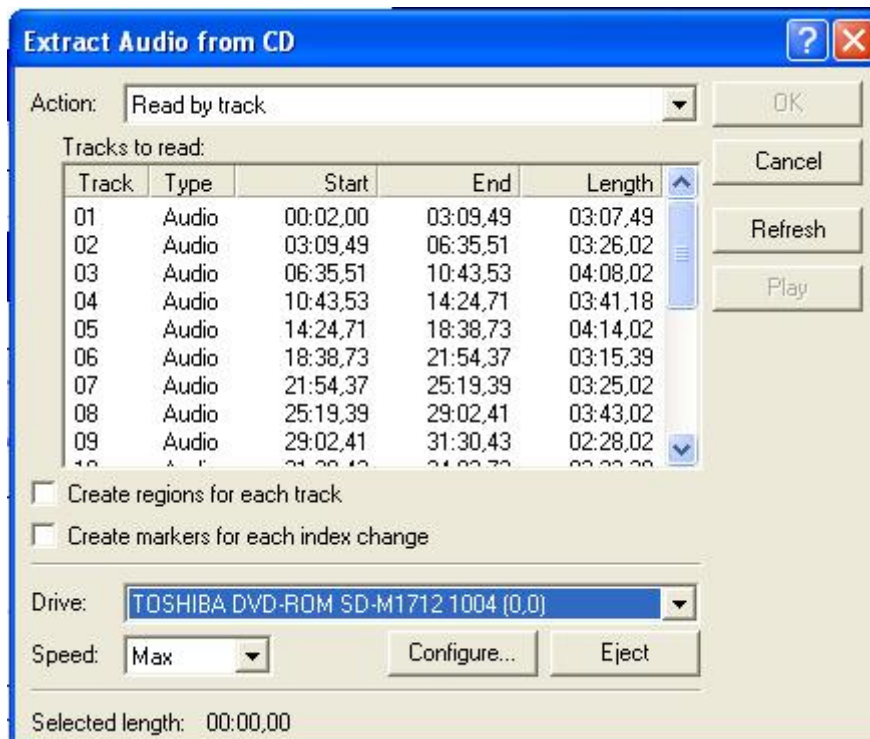 Extract Audio from CD
Action: Read by track OK
Tracks to read: Cancel
Track Type Start End Length
01 Audio 00:02,00 03:09,49 03:07,49
02 Audio 03:09,49 06:35,51 03:26,02 Refresh
03 Audio 06:35,51 10:43,53 04:08,02
04 Audio 10:43,53 14:24,71 03:41,18 Play
05 Audio 14:24,71 18:38,73 04:14,02
06 Audio 18:38,73 21:54,37 03:15,39
07 Audio 21:54,37 25:19,39 03:25,02
08 Audio 25:19,39 29:02,41 03:43,02
09 Audio 29:02,41 31:30,43 02:28,02
Create regions for each track
Create markers for each index change
Drive: TOSHIBA DVD-ROM SD-M1712 1004 (0,0)
Speed: Max Configure... Eject
Selected length: 00:00,00